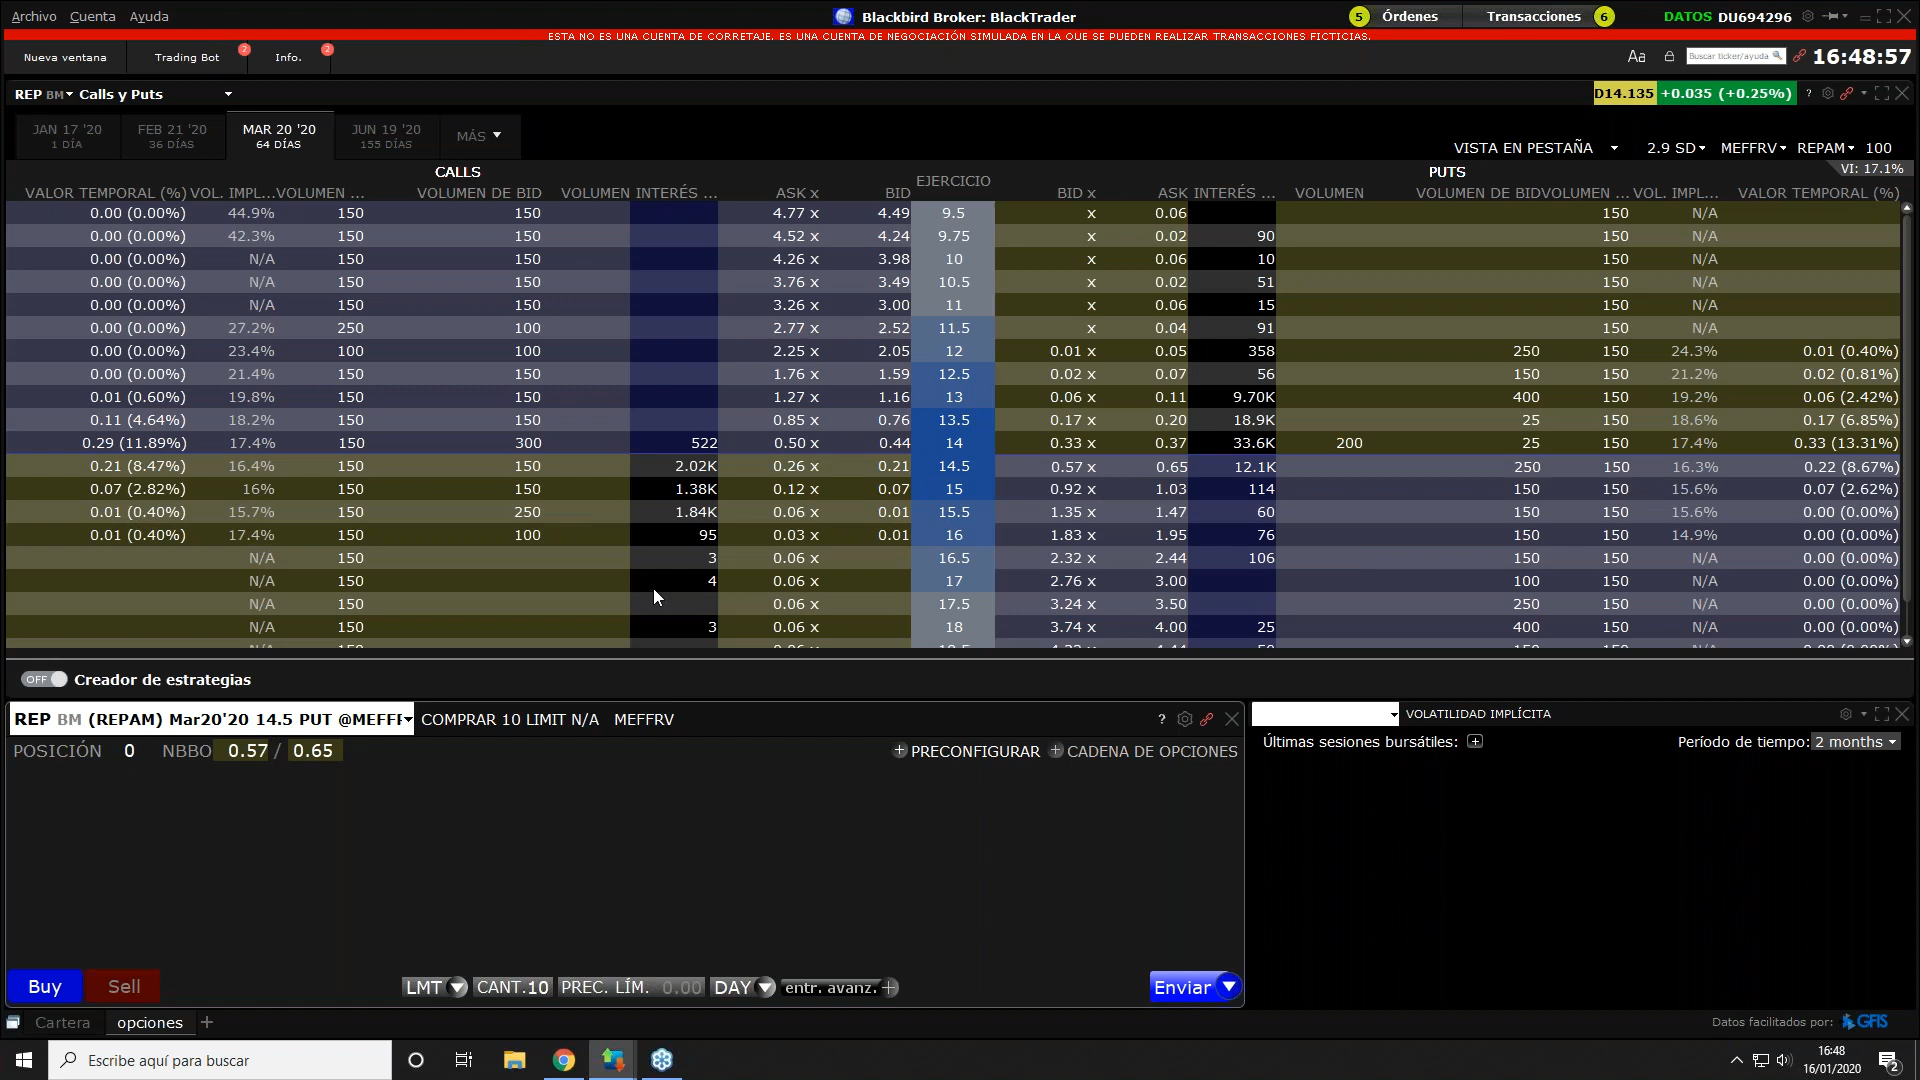 Archivo Cuenta Ayuda
Blackbird Broker: BlackTrader
5 Órdenes Transacciones 6
DATOS DU694296
ESTA NO ES UNA CUENTA DE CORRETAJE. ES UNA CUENTA DE NEGOCIACIÓN SIMULADA EN LA QUE SE PUEDEN REALIZAR TRANSACCIONES FICTICIAS.
Nueva ventana Trading Bot 2 Info. 2
Aa Buscar ticker/ayuda 16:48:57
REP BM Calls y Puts
D14.135 +0.035 (+0.25%) ?
JAN 17 '20 FEB 21 '20 MAR 20 '20 JUN 19 '20 MÁS
1 DÍA 36 DÍAS 64 DÍAS 155 DÍAS
VISTA EN PESTAÑA 2.9 SD MEFFRV REPAM 100
CALLS PUTS VI: 17.1%
VALOR TEMPORAL (%) VOL. IMPL... VOLUMEN ... VOLUMEN DE BID VOLUMEN INTERÉS ... ASK x BID EJERCICIO BID x ASK INTERÉS ... VOLUMEN VOLUMEN DE BID VOLUMEN ... VOL. IMPL... VALOR TEMPORAL (%)
0.00 (0.00%) 44.9% 150 150 4.77 x 4.49 9.5 x 0.06 150 N/A
0.00 (0.00%) 42.3% 150 150 4.52 x 4.24 9.75 x 0.02 90 150 N/A
0.00 (0.00%) N/A 150 150 4.26 x 3.98 10 x 0.06 10 150 N/A
0.00 (0.00%) N/A 150 150 3.76 x 3.49 10.5 x 0.02 51 150 N/A
0.00 (0.00%) N/A 150 150 3.26 x 3.00 11 x 0.06 15 150 N/A
0.00 (0.00%) 27.2% 250 100 2.77 x 2.52 11.5 x 0.04 91 150 N/A
0.00 (0.00%) 23.4% 100 100 2.25 x 2.05 12 0.01 x 0.05 358 250 150 24.3% 0.01 (0.40%)
0.00 (0.00%) 21.4% 150 150 1.76 x 1.59 12.5 0.02 x 0.07 56 150 150 21.2% 0.02 (0.81%)
0.01 (0.60%) 19.8% 150 150 1.27 x 1.16 13 0.06 x 0.11 9.70K 400 150 19.2% 0.06 (2.42%)
0.11 (4.64%) 18.2% 150 150 0.85 x 0.76 13.5 0.17 x 0.20 18.9K 25 150 18.6% 0.17 (6.85%)
0.29 (11.89%) 17.4% 150 300 522 0.50 x 0.44 14 0.33 x 0.37 33.6K 200 25 150 17.4% 0.33 (13.31%)
0.21 (8.47%) 16.4% 150 150 2.02K 0.26 x 0.21 14.5 0.57 x 0.65 12.1K 250 150 16.3% 0.22 (8.67%)
0.07 (2.82%) 16% 150 150 1.38K 0.12 x 0.07 15 0.92 x 1.03 114 150 150 15.6% 0.07 (2.62%)
0.01 (0.40%) 15.7% 150 250 1.84K 0.06 x 0.01 15.5 1.35 x 1.47 60 150 150 15.6% 0.00 (0.00%)
0.01 (0.40%) 17.4% 150 100 95 0.03 x 0.01 16 1.83 x 1.95 76 150 150 14.9% 0.00 (0.00%)
N/A 150 3 0.06 x 16.5 2.32 x 2.44 106 150 150 N/A 0.00 (0.00%)
N/A 150 4 0.06 x 17 2.76 x 3.00 100 150 N/A 0.00 (0.00%)
N/A 150 0.06 x 17.5 3.24 x 3.50 250 150 N/A 0.00 (0.00%)
N/A 150 3 0.06 x 18 3.74 x 4.00 25 400 150 N/A 0.00 (0.00%)
OFF Creador de estrategias
REP BM (REPAM) Mar20'20 14.5 PUT @MEFF COMPRAR 10 LIMIT N/A MEFFRV ?
VOLATILIDAD IMPLÍCITA
POSICIÓN 0 NBBO 0.57 / 0.65 PRECONFIGURAR CADENA DE OPCIONES
Últimas sesiones bursátiles: + Período de tiempo: 2 months
Buy Sell LMT CANT.10 PREC. LÍM. 0.00 DAY entr. avanz. + Enviar
Cartera opciones + Datos facilitados por: GFIS
Escribe aquí para buscar
16:48
16/01/2020
2